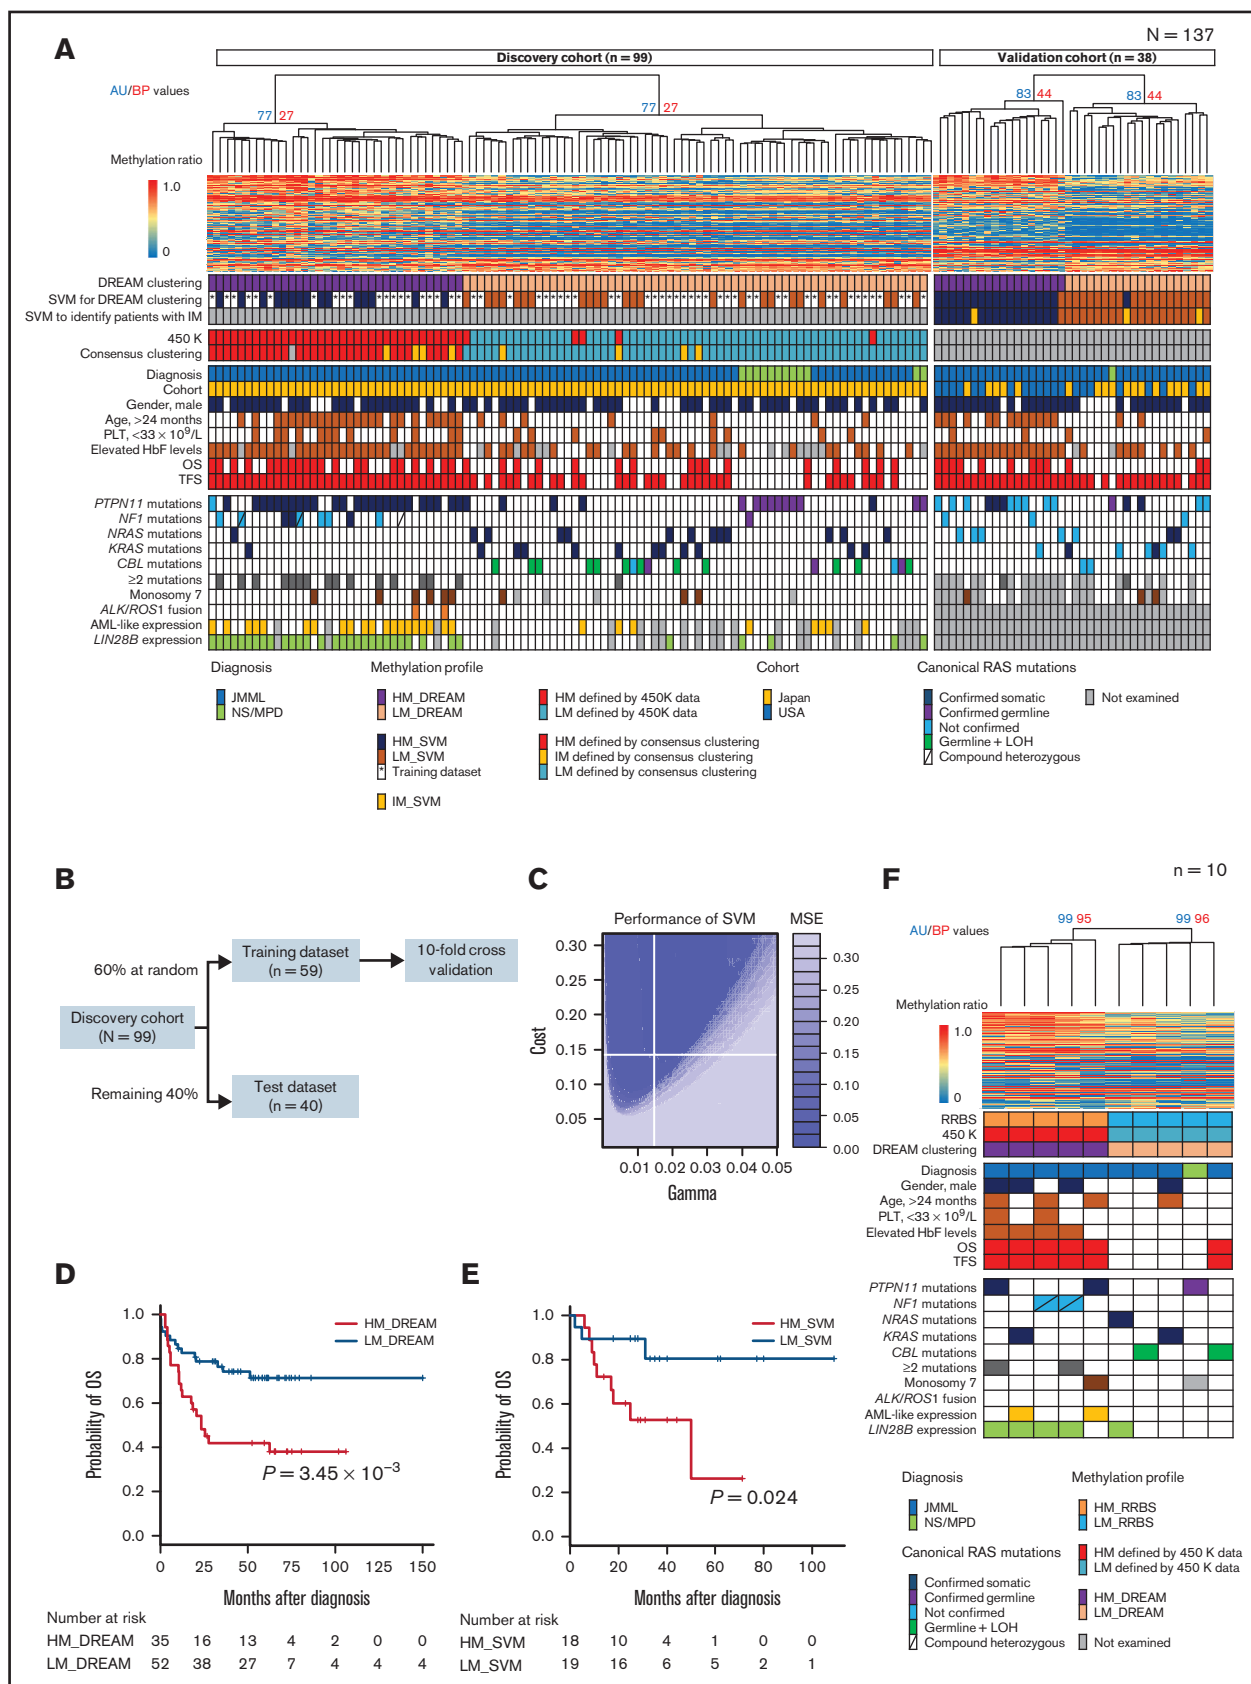 A
N = 137
Discovery cohort (n = 99)
Validation cohort (n = 38)
AU/BP values
77 27
77 27
83 44
83 44
Methylation ratio
1.0
0
DREAM clustering
SVM for DREAM clustering
SVM to identify patients with IM
450 K
Consensus clustering
Diagnosis
Cohort
Gender, male
Age, >24 months
PLT, <33 × 10⁹/L
Elevated HbF levels
OS
TFS
PTPN11 mutations
NF1 mutations
NRAS mutations
KRAS mutations
CBL mutations
≥2 mutations
Monosomy 7
ALK/ROS1 fusion
AML-like expression
LIN28B expression
Diagnosis
JMML
NS/MPD
Methylation profile
HM_DREAM
LM_DREAM
HM_SVM
LM_SVM
* Training dataset
IM_SVM
HM defined by 450K data
LM defined by 450K data
HM defined by consensus clustering
IM defined by consensus clustering
LM defined by consensus clustering
Cohort
Japan
USA
Canonical RAS mutations
Confirmed somatic
Confirmed germline
Not confirmed
Germline + LOH
Compound heterozygous
Not examined
B
60% at random
Discovery cohort
(N = 99)
Remaining 40%
Training dataset
(n = 59)
10-fold cross
validation
Test dataset
(n = 40)
C
Performance of SVM
MSE
Cost
0.30
0.25
0.20
0.15
0.10
0.05
0.01 0.02 0.03 0.04 0.05
Gamma
0.30
0.25
0.20
0.15
0.10
0.05
0.00
D
Probability of OS
1.0
0.8
0.6
0.4
0.2
0.0
HM_DREAM
LM_DREAM
P = 3.45 × 10⁻³
0 25 50 75 100 125 150
Months after diagnosis
Number at risk
HM_DREAM 35 16 13 4 2 0 0
LM_DREAM 52 38 27 7 4 4 4
E
Probability of OS
1.0
0.8
0.6
0.4
0.2
0.0
HM_SVM
LM_SVM
P = 0.024
0 20 40 60 80 100
Months after diagnosis
Number at risk
HM_SVM 18 10 4 1 0 0
LM_SVM 19 16 6 5 2 1
F
n = 10
AU/BP values
99 95
99 96
Methylation ratio
1.0
0
RRBS
450 K
DREAM clustering
Diagnosis
Gender, male
Age, >24 months
PLT, <33 × 10⁹/L
Elevated HbF levels
OS
TFS
PTPN11 mutations
NF1 mutations
NRAS mutations
KRAS mutations
CBL mutations
≥2 mutations
Monosomy 7
ALK/ROS1 fusion
AML-like expression
LIN28B expression
Diagnosis
JMML
NS/MPD
Canonical RAS mutations
Confirmed somatic
Confirmed germline
Not confirmed
Germline + LOH
Compound heterozygous
Methylation profile
HM_RRBS
LM_RRBS
HM defined by 450 K data
LM defined by 450 K data
HM_DREAM
LM_DREAM
Not examined